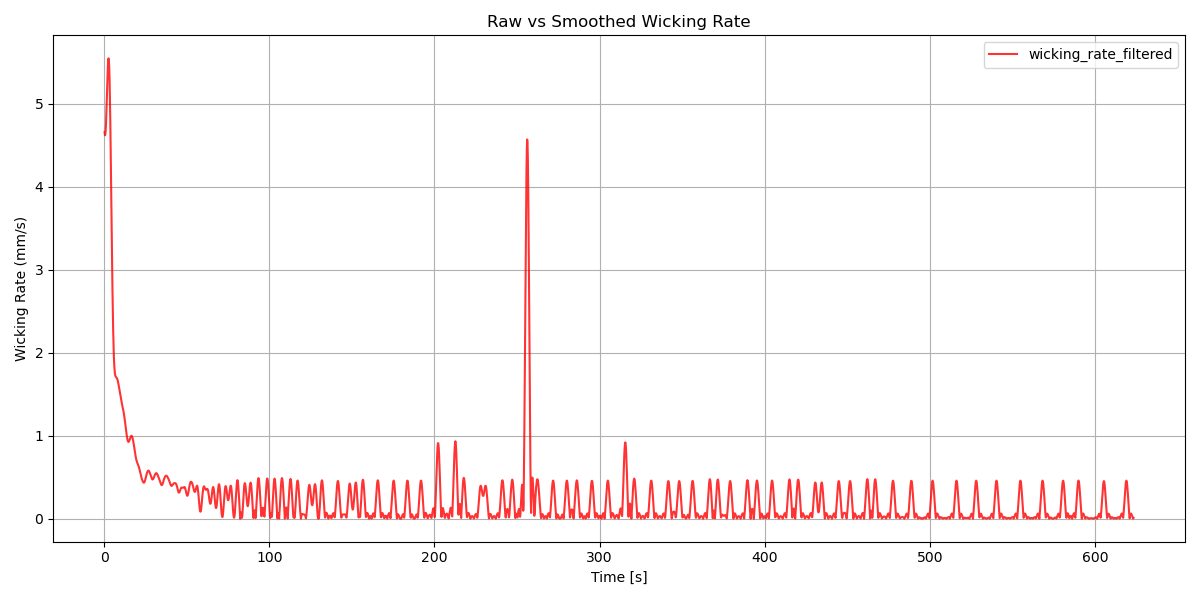 Raw vs Smoothed Wicking Rate
wicking_rate_filtered
Wicking Rate (mm/s)
5
4
3
2
1
0
0 100 200 300 400 500 600
Time [s]